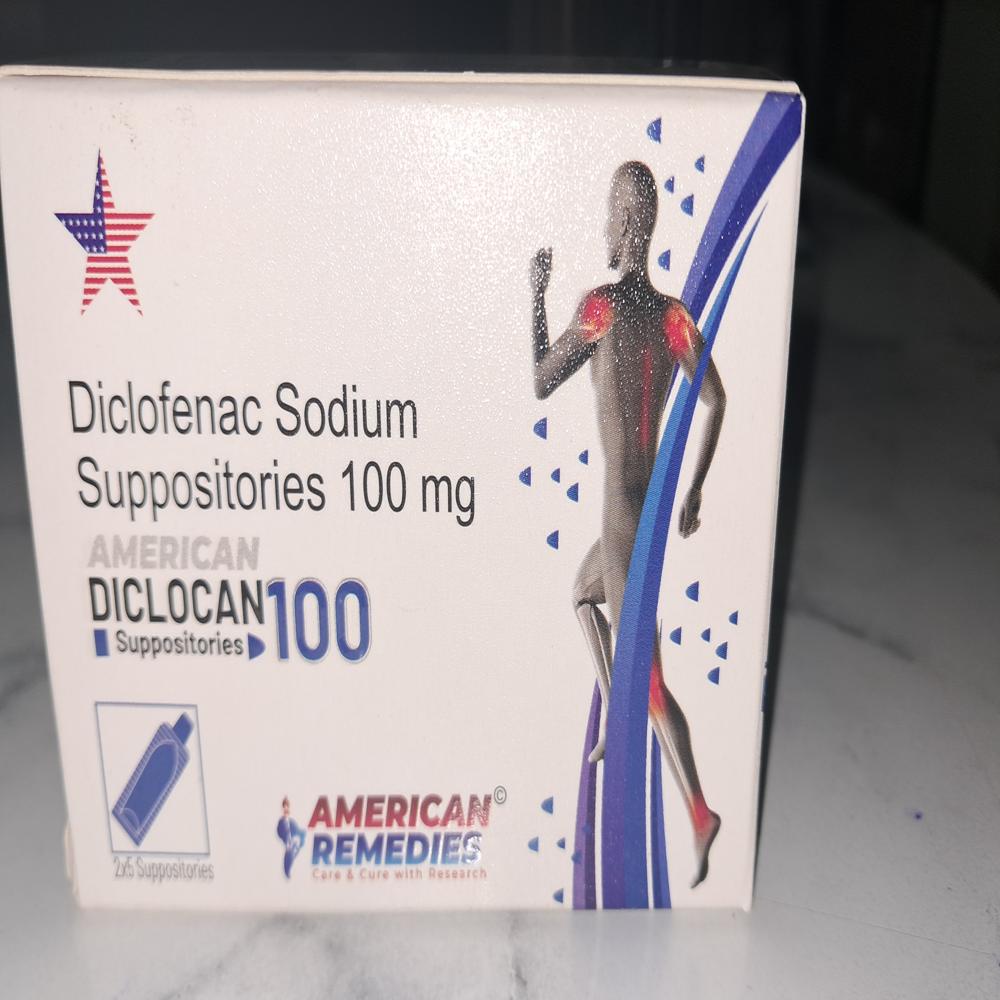 Diclofenac Sodium
Suppositories 100 mg
AMERICAN
DICLOCAN 100
Suppositories
2x5 Suppositories
AMERICAN©
REMEDIES
Care & Cure with Research